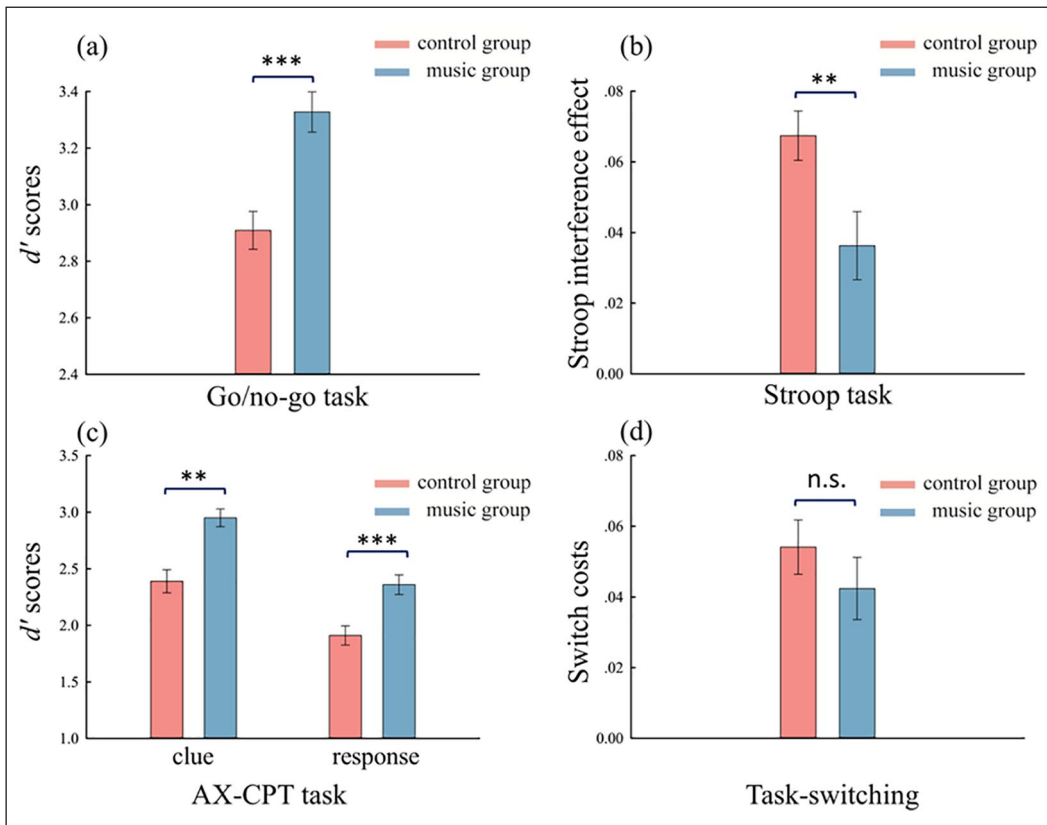 (a)
control group
music group
***
d' scores
3.4
3.2
3.0
2.8
2.6
2.4
Go/no-go task
(b)
control group
music group
**
Stroop interference effect
.08
.06
.04
.02
0.00
Stroop task
(c)
control group
music group
**
***
d' scores
3.5
3.0
2.5
2.0
1.5
1.0
clue response
AX-CPT task
(d)
control group
music group
n.s.
Switch costs
.08
.06
.04
.02
0.00
Task-switching